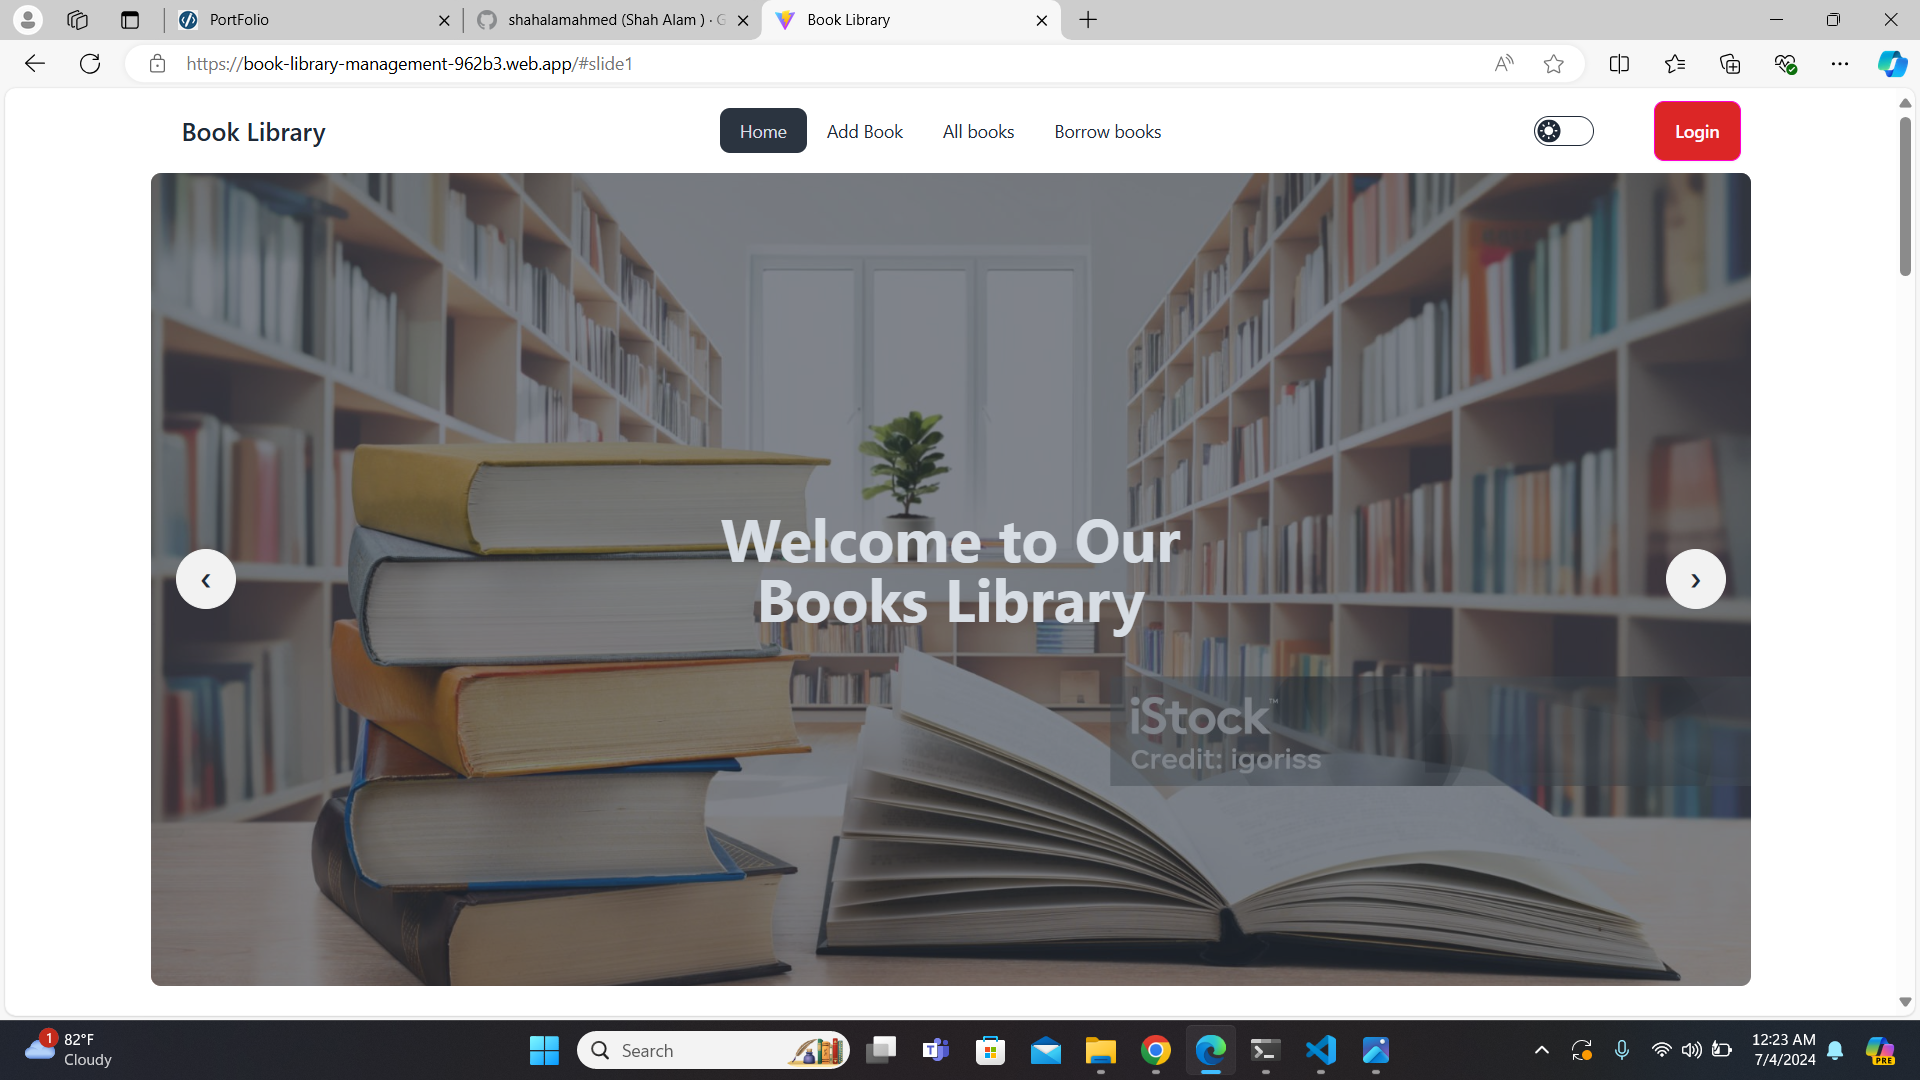 PortFolio
shahalamahmed (Shah Alam ) · G
Book Library
https://book-library-management-962b3.web.app/#slide1
Book Library
Home
Add Book
All books
Borrow books
Login
Welcome to Our
Books Library
‹
›
iStock™
Credit: igoriss
1
82°F
Cloudy
Search
12:23 AM
7/4/2024
PRE